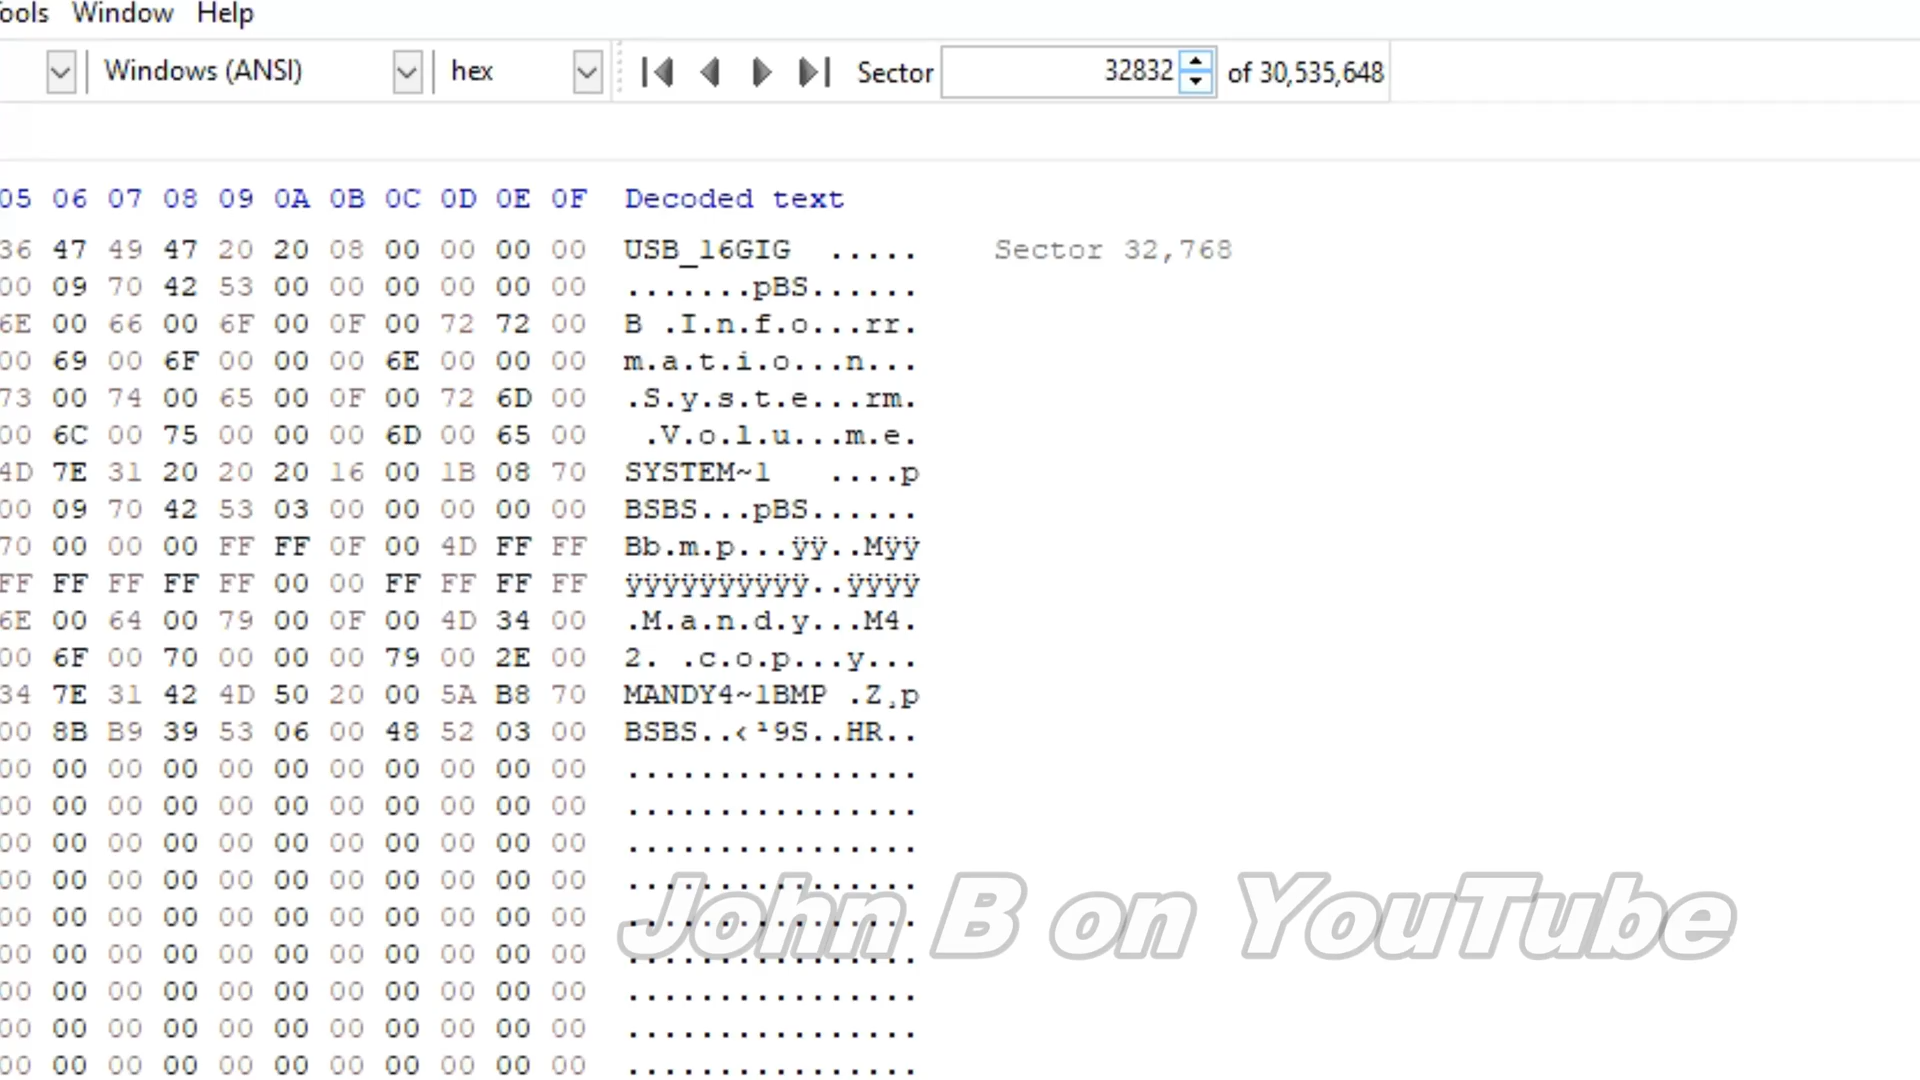 Tools Window Help
Windows (ANSI) hex Sector 32832 of 30,535,648
05 06 07 08 09 0A 0B 0C 0D 0E 0F Decoded text
36 47 49 47 20 20 08 00 00 00 00 USB_16GIG ..... Sector 32,768
00 09 70 42 53 00 00 00 00 00 00 .......pBS......
6E 00 66 00 6F 00 0F 00 72 72 00 B .I.n.f.o...rr.
00 69 00 6F 00 00 00 6E 00 00 00 m.a.t.i.o...n...
73 00 74 00 65 00 0F 00 72 6D 00 .S.y.s.t.e...rm.
00 6C 00 75 00 00 00 6D 00 65 00 .V.o.l.u...m.e.
4D 7E 31 20 20 20 16 00 1B 08 70 SYSTEM~1 ....p
00 09 70 42 53 03 00 00 00 00 00 BSBS...pBS......
70 00 00 00 FF FF 0F 00 4D FF FF Bb.m.p...ÿÿ..Mÿÿ
FF FF FF FF FF 00 00 FF FF FF FF ÿÿÿÿÿÿÿÿÿÿ..ÿÿÿÿ
6E 00 64 00 79 00 0F 00 4D 34 00 .M.a.n.d.y...M4.
00 6F 00 70 00 00 00 79 00 2E 00 2. .c.o.p...y...
34 7E 31 42 4D 50 20 00 5A B8 70 MANDY4~1BMP .Z¸p
00 8B B9 39 53 06 00 48 52 03 00 BSBS..‹¹9S..HR..
00 00 00 00 00 00 00 00 00 00 00 ................
00 00 00 00 00 00 00 00 00 00 00 ................
00 00 00 00 00 00 00 00 00 00 00 ................
00 00 00 00 00 00 00 00 00 00 00 ................
00 00 00 00 00 00 00 00 00 00 00 ................
John B on YouTube
00 00 00 00 00 00 00 00 00 00 00 ................
00 00 00 00 00 00 00 00 00 00 00 ................
00 00 00 00 00 00 00 00 00 00 00 ................
00 00 00 00 00 00 00 00 00 00 00 ................